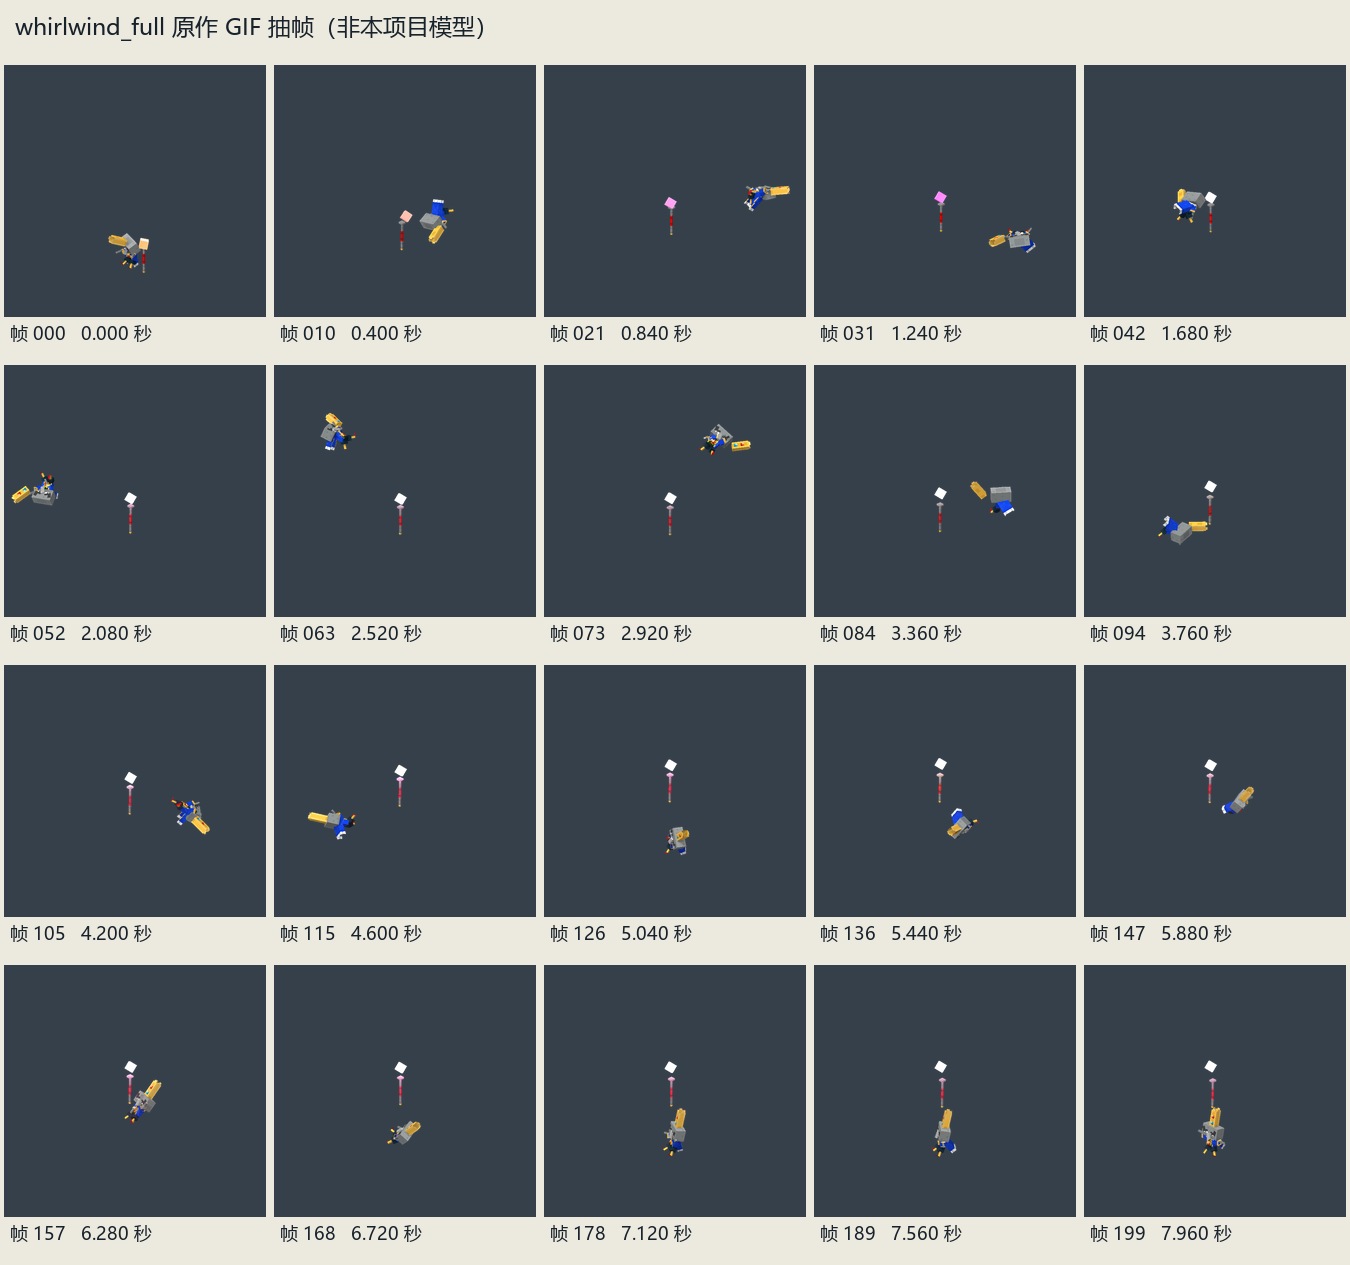 whirlwind_full 原作 GIF 抽帧（非本项目模型）
帧 000 0.000 秒
帧 010 0.400 秒
帧 021 0.840 秒
帧 031 1.240 秒
帧 042 1.680 秒
帧 052 2.080 秒
帧 063 2.520 秒
帧 073 2.920 秒
帧 084 3.360 秒
帧 094 3.760 秒
帧 105 4.200 秒
帧 115 4.600 秒
帧 126 5.040 秒
帧 136 5.440 秒
帧 147 5.880 秒
帧 157 6.280 秒
帧 168 6.720 秒
帧 178 7.120 秒
帧 189 7.560 秒
帧 199 7.960 秒